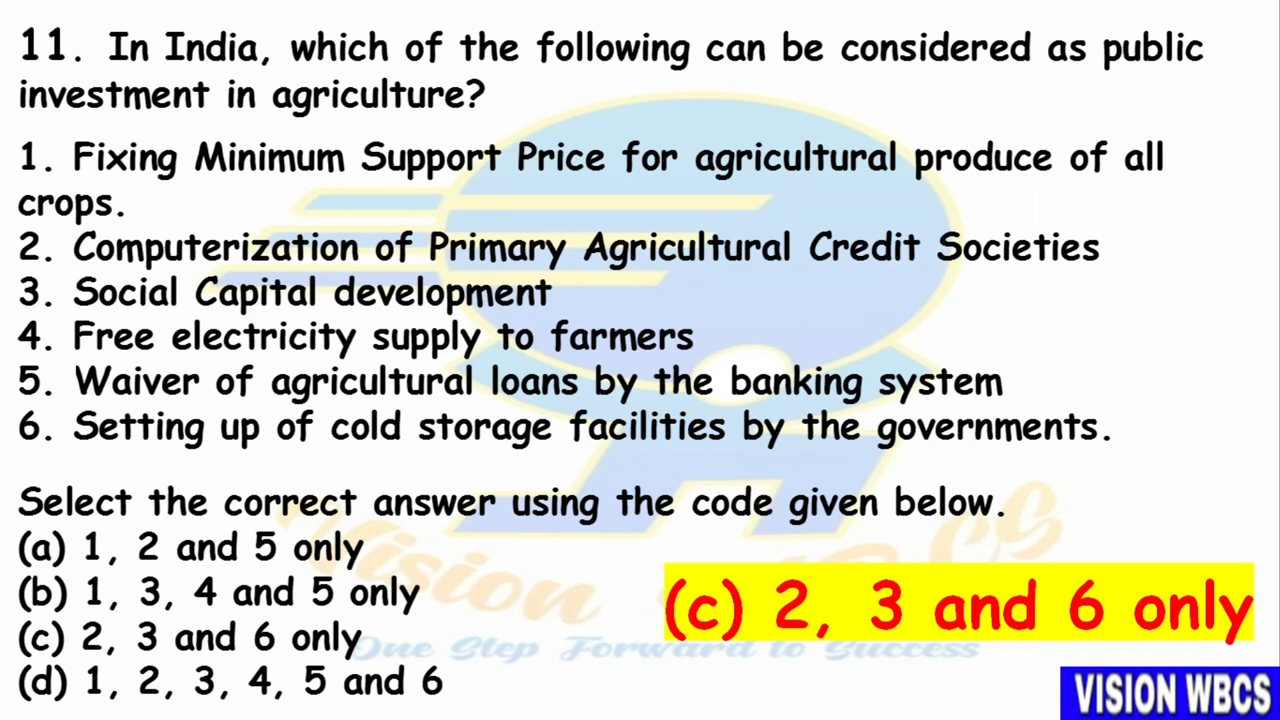 11. In India, which of the following can be considered as public
investment in agriculture?
1. Fixing Minimum Support Price for agricultural produce of all
crops.
2. Computerization of Primary Agricultural Credit Societies
3. Social Capital development
4. Free electricity supply to farmers
5. Waiver of agricultural loans by the banking system
6. Setting up of cold storage facilities by the governments.
Select the correct answer using the code given below.
(a) 1, 2 and 5 only
(b) 1, 3, 4 and 5 only
(c) 2, 3 and 6 only
(d) 1, 2, 3, 4, 5 and 6
(c) 2, 3 and 6 only
Vision CS
One Step Forward to Success
VISION WBCS